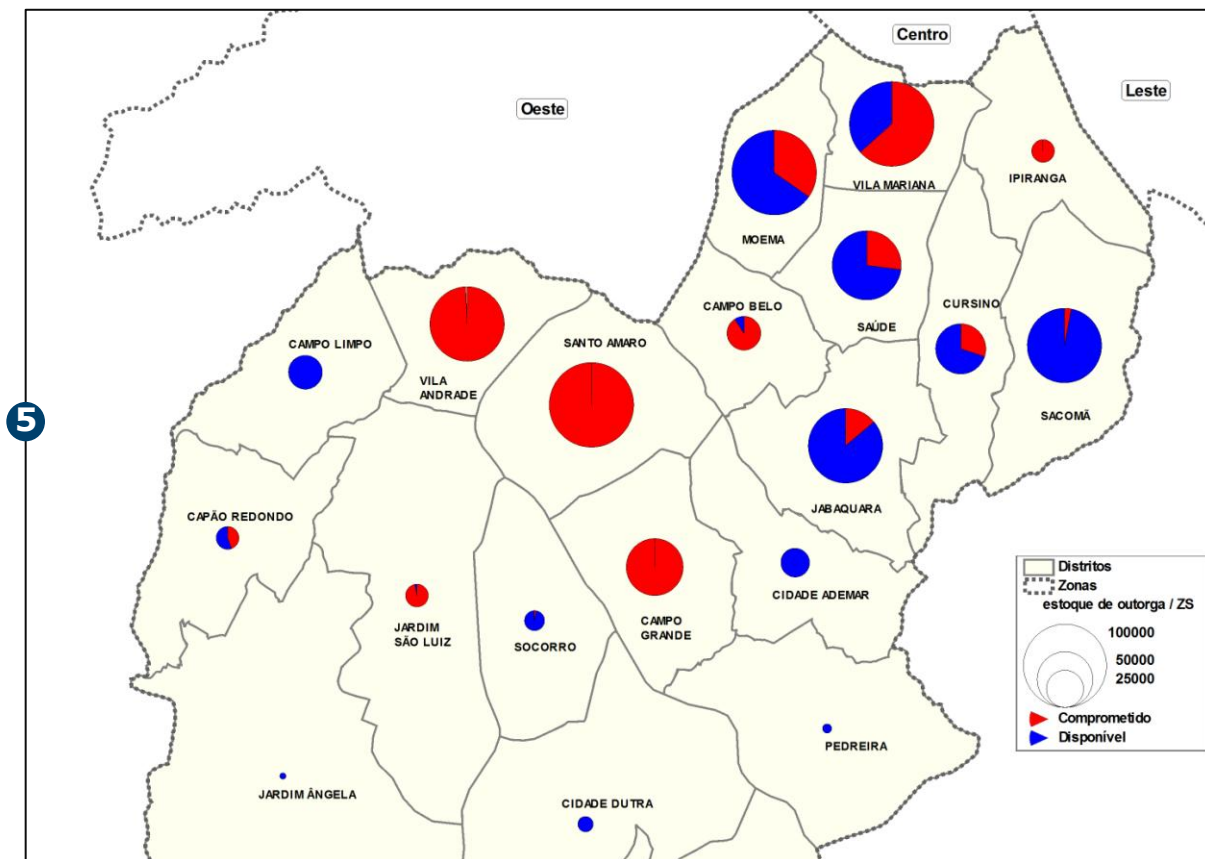 Centro
Oeste
Leste
VILA MARIANA
IPIRANGA
MOEMA
CAMPO BELO
SAÚDE
CURSINO
CAMPO LIMPO
VILA
ANDRADE
SANTO AMARO
SACOMÃ
5
JABAQUARA
CAPÃO REDONDO
CIDADE ADEMAR
JARDIM
SÃO LUIZ
SOCORRO
CAMPO
GRANDE
PEDREIRA
JARDIM ÂNGELA
CIDADE DUTRA
Distritos
Zonas
estoque de outorga / ZS
100000
50000
25000
Comprometido
Disponível